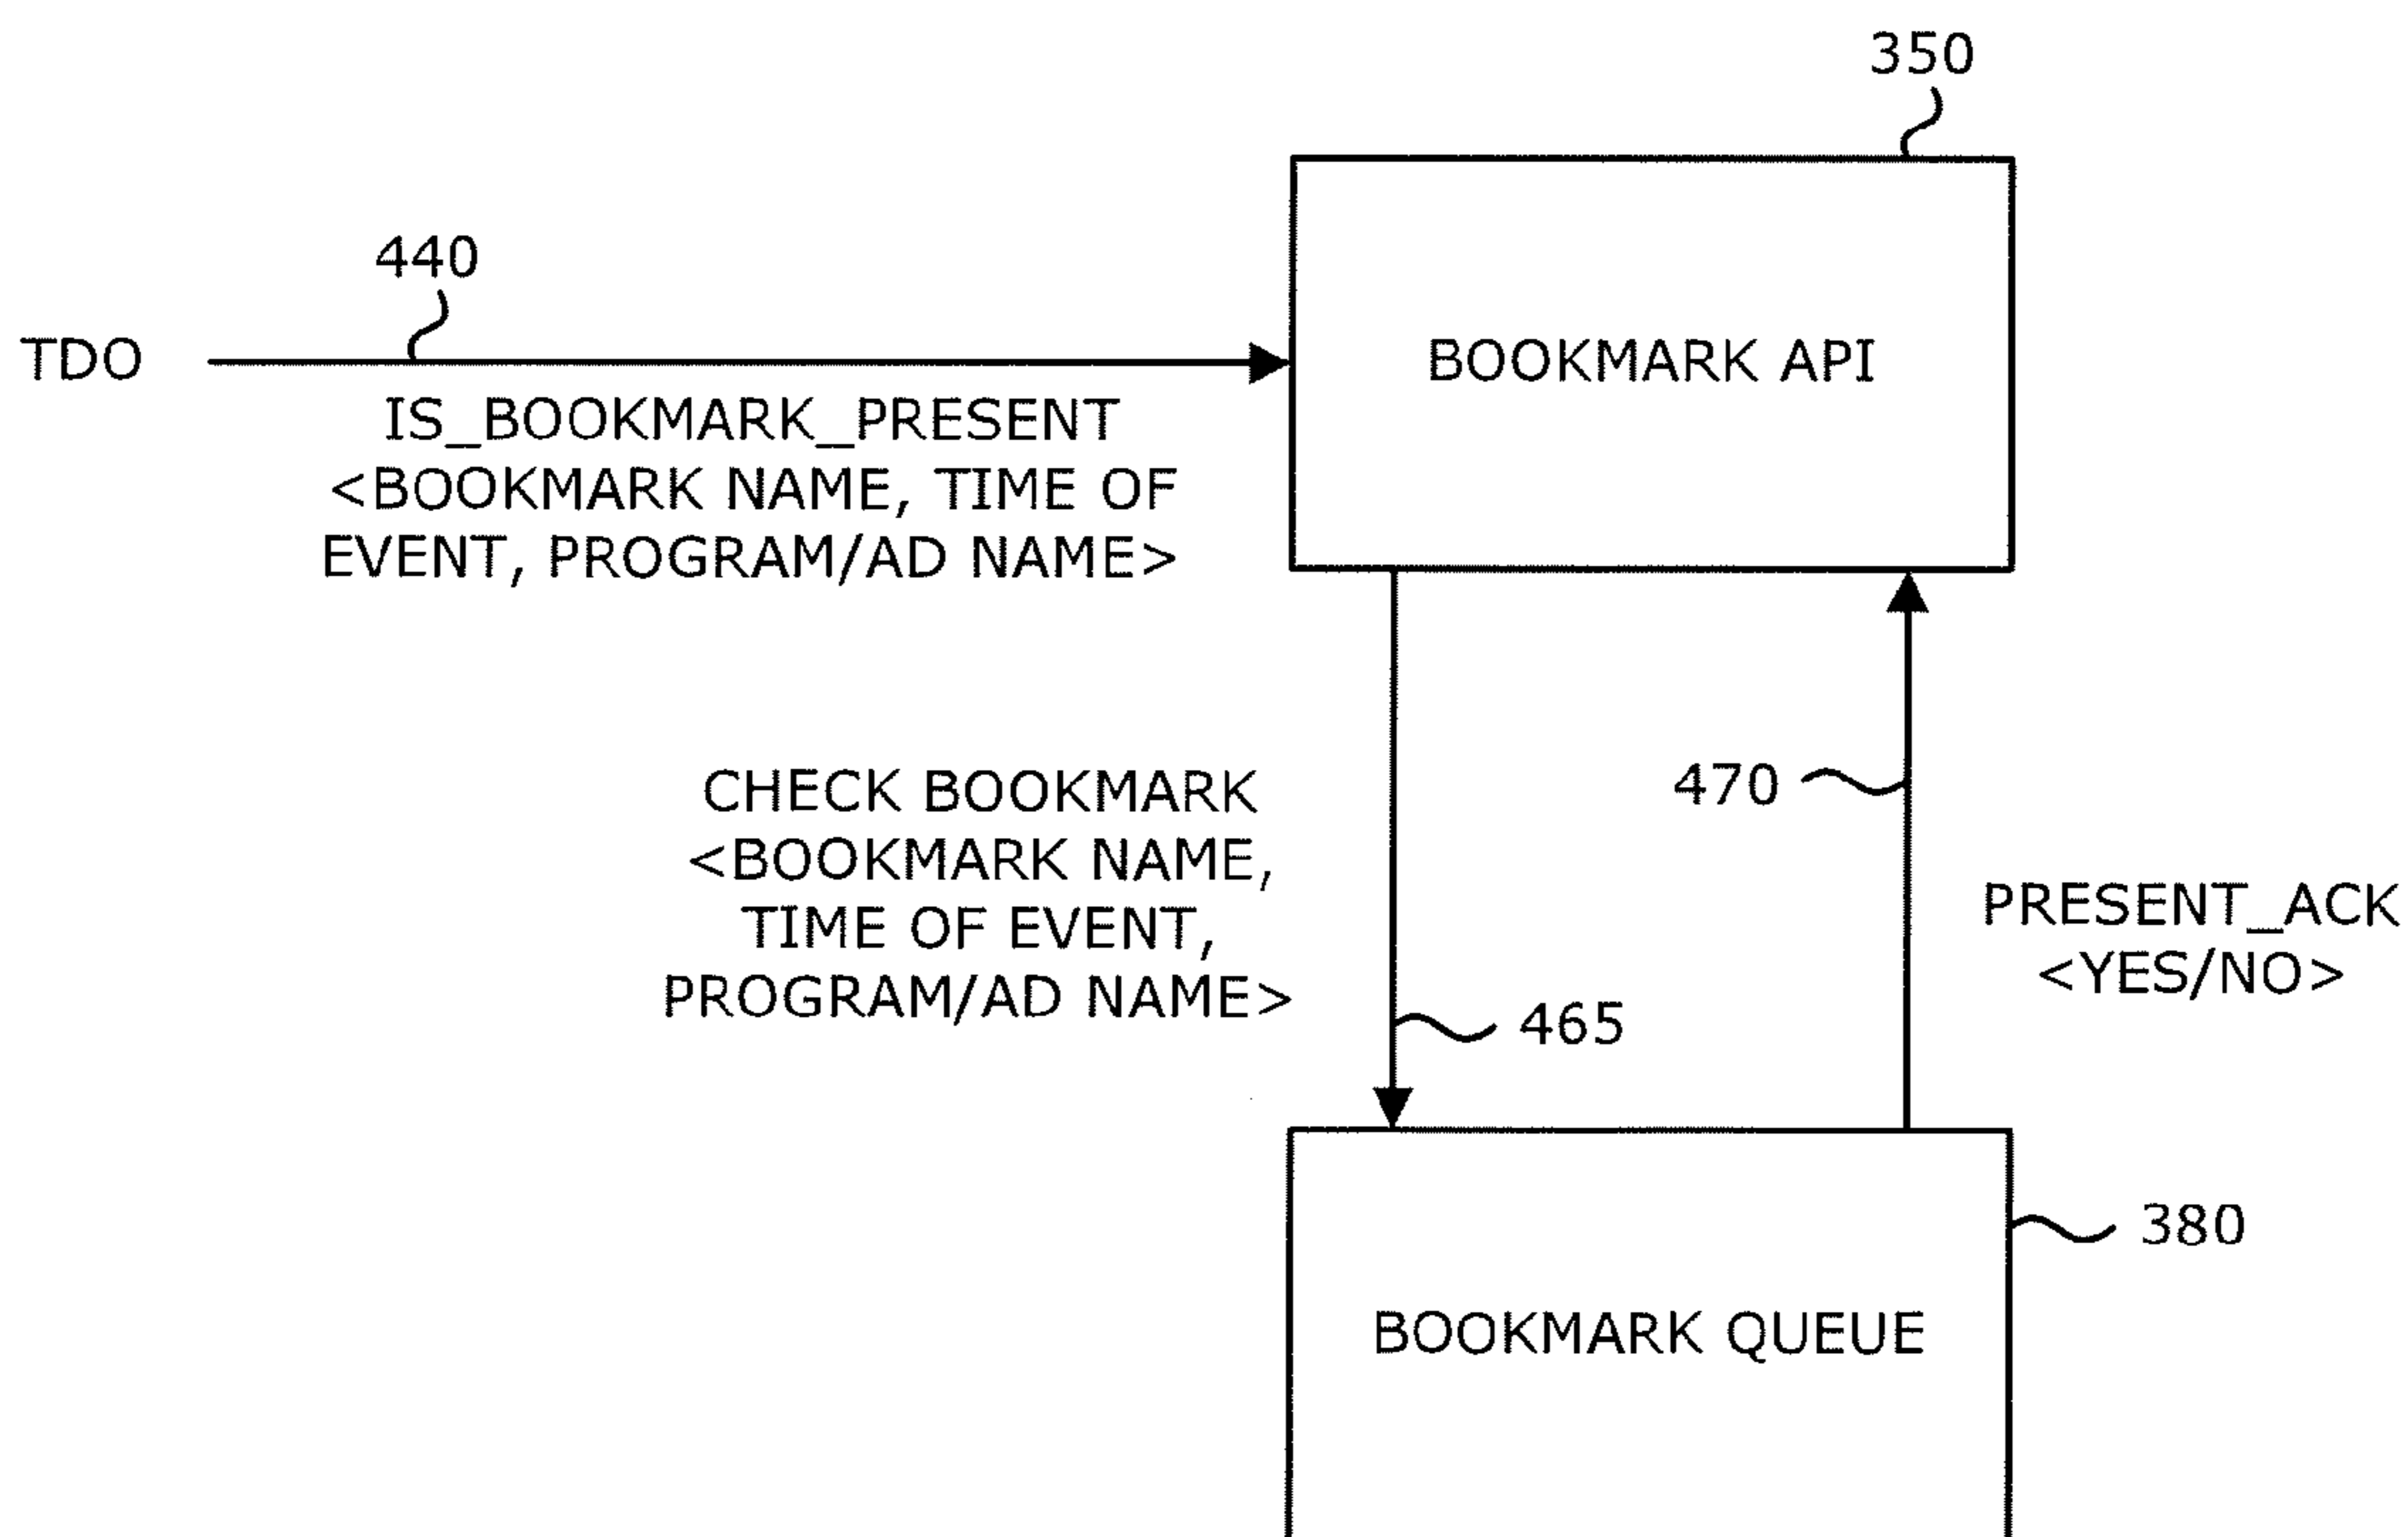 350
440
TDO
BOOKMARK API
IS_BOOKMARK_PRESENT
<BOOKMARK NAME, TIME OF
EVENT, PROGRAM/AD NAME>
470
CHECK BOOKMARK
<BOOKMARK NAME,
TIME OF EVENT,
PROGRAM/AD NAME>
PRESENT_ACK
<YES/NO>
465
380
BOOKMARK QUEUE